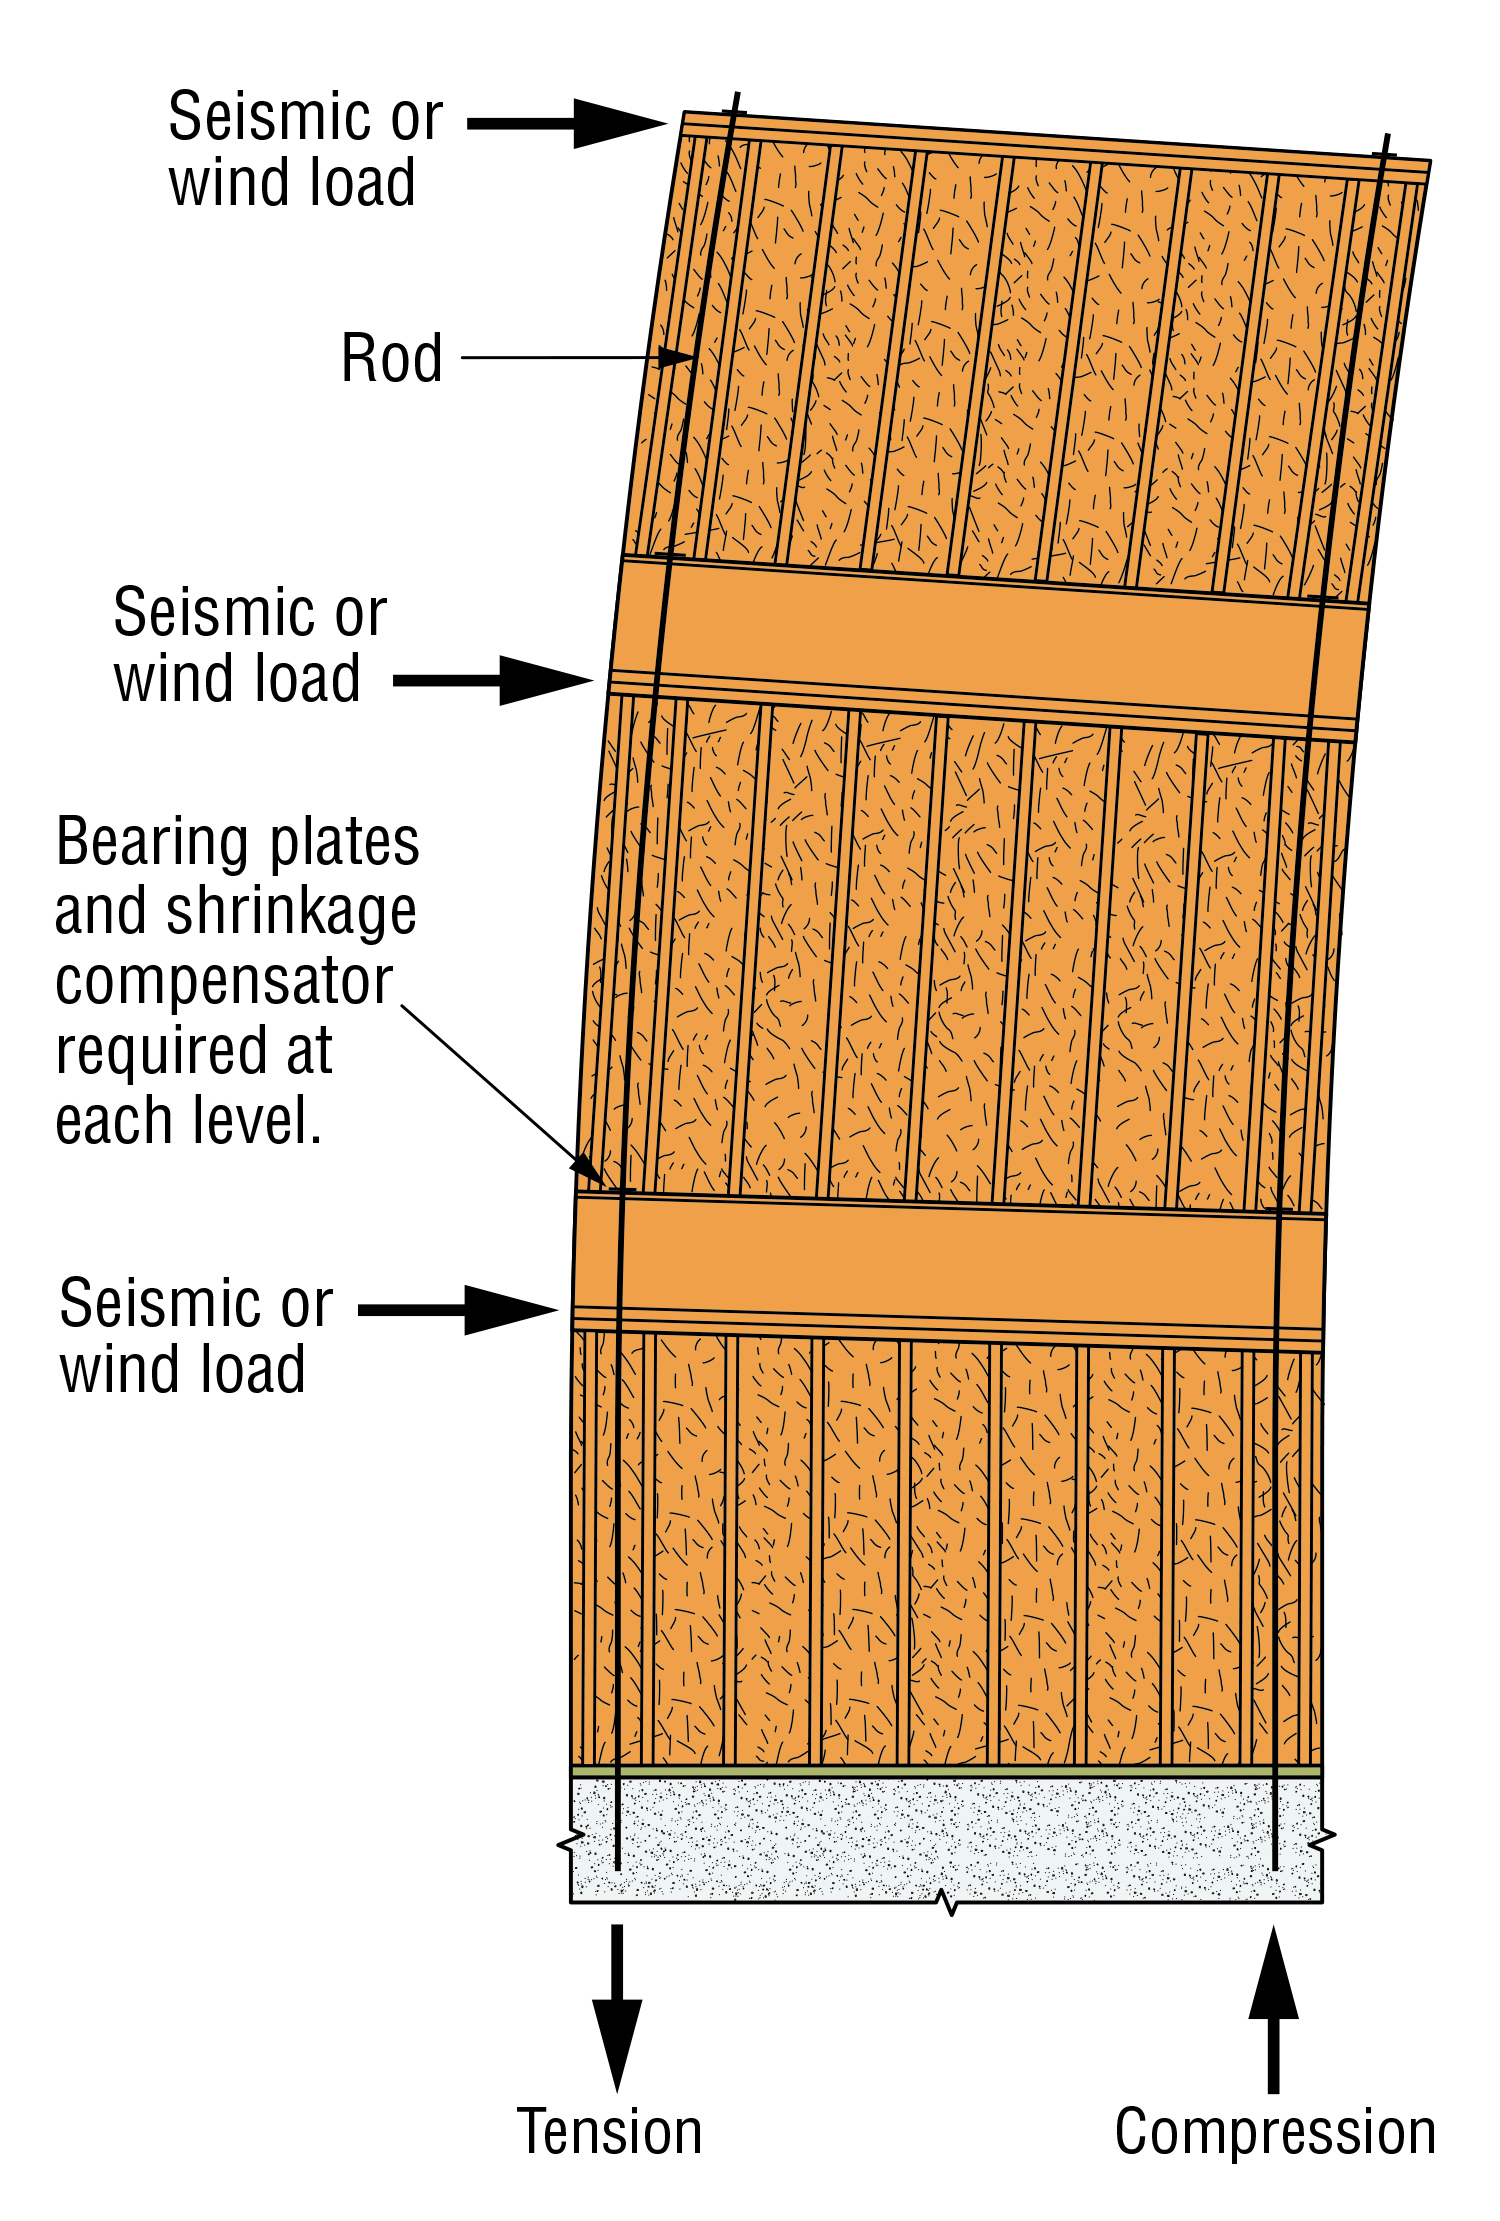 Seismic or
wind load
Rod
Seismic or
wind load
Bearing plates
and shrinkage
compensator
required at
each level.
Seismic or
wind load
Tension
Compression